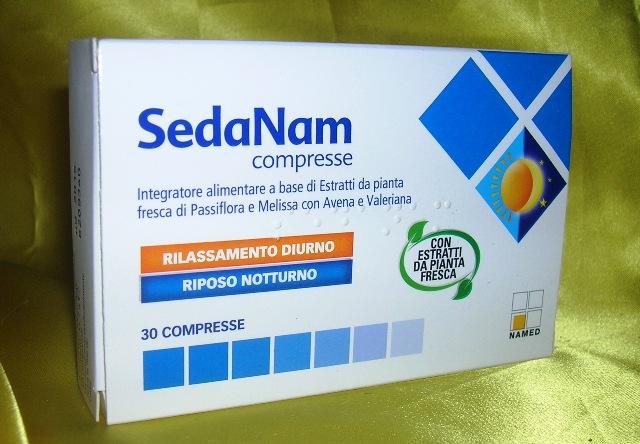 SedaNam
compresse
Integratore alimentare a base di Estratti da pianta
fresca di Passiflora e Melissa con Avena e Valeriana
RILASSAMENTO DIURNO
RIPOSO NOTTURNO
CON
ESTRATTI
DA PIANTA
FRESCA
30 COMPRESSE
NAMED